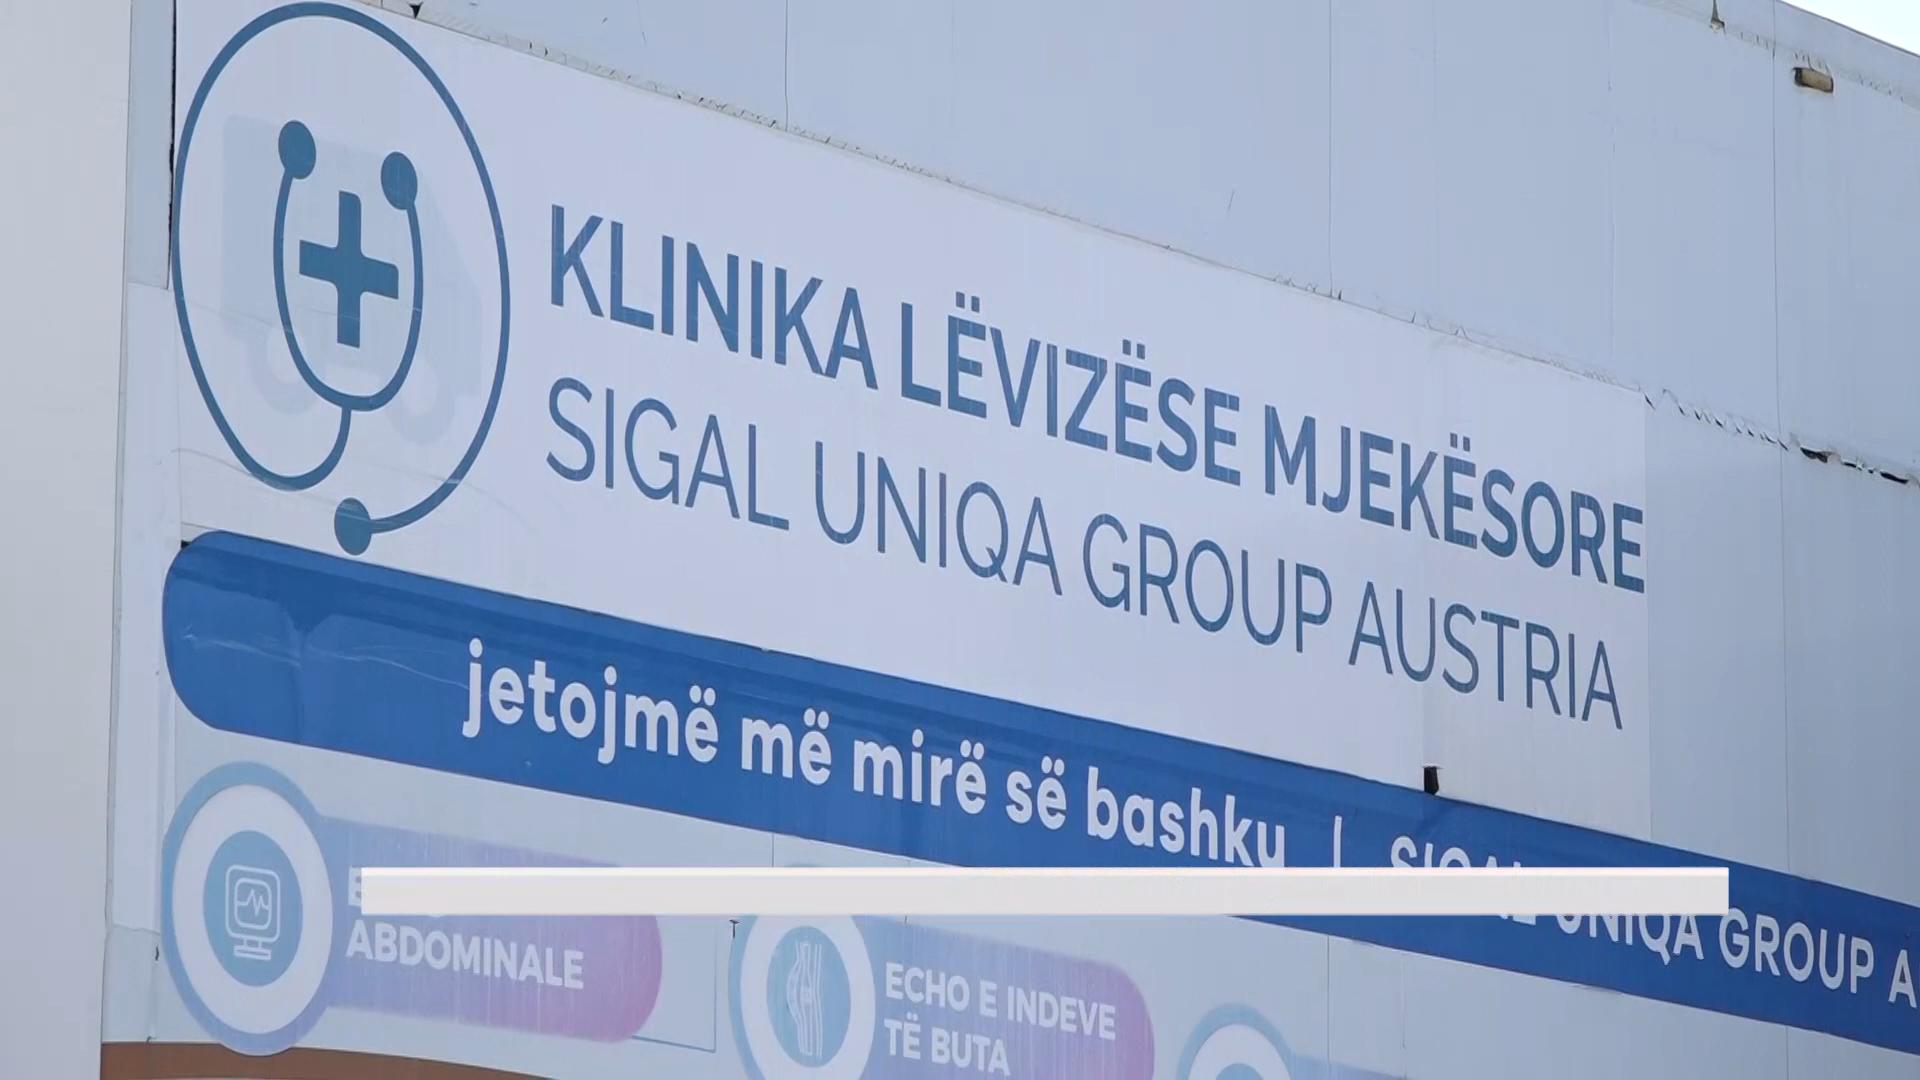 KLINIKA LËVIZËSE MJEKËSORE
SIGAL UNIQA GROUP AUSTRIA
jetojmë më mirë së bashku | SIGAL UNIQA GROUP A
ABDOMINALE
ECHO E INDEVE
TË BUTA